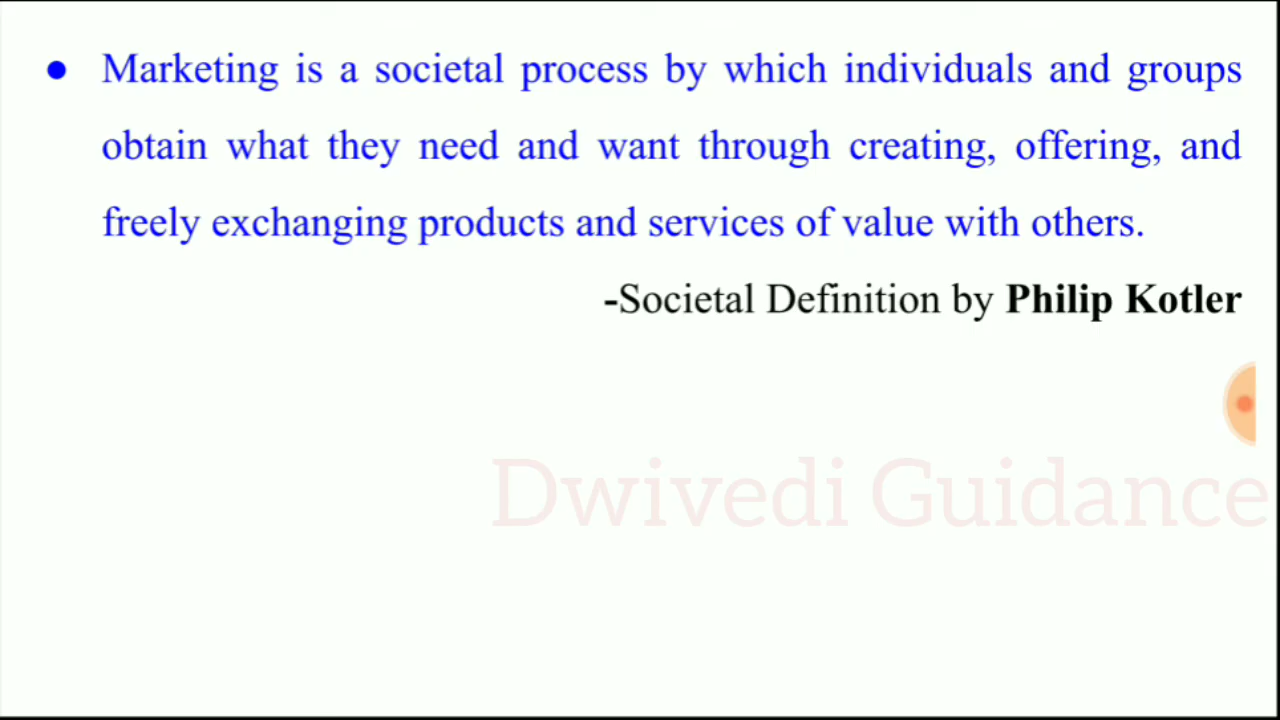 ● Marketing is a societal process by which individuals and groups
obtain what they need and want through creating, offering, and
freely exchanging products and services of value with others.
-Societal Definition by Philip Kotler
Dwivedi Guidance